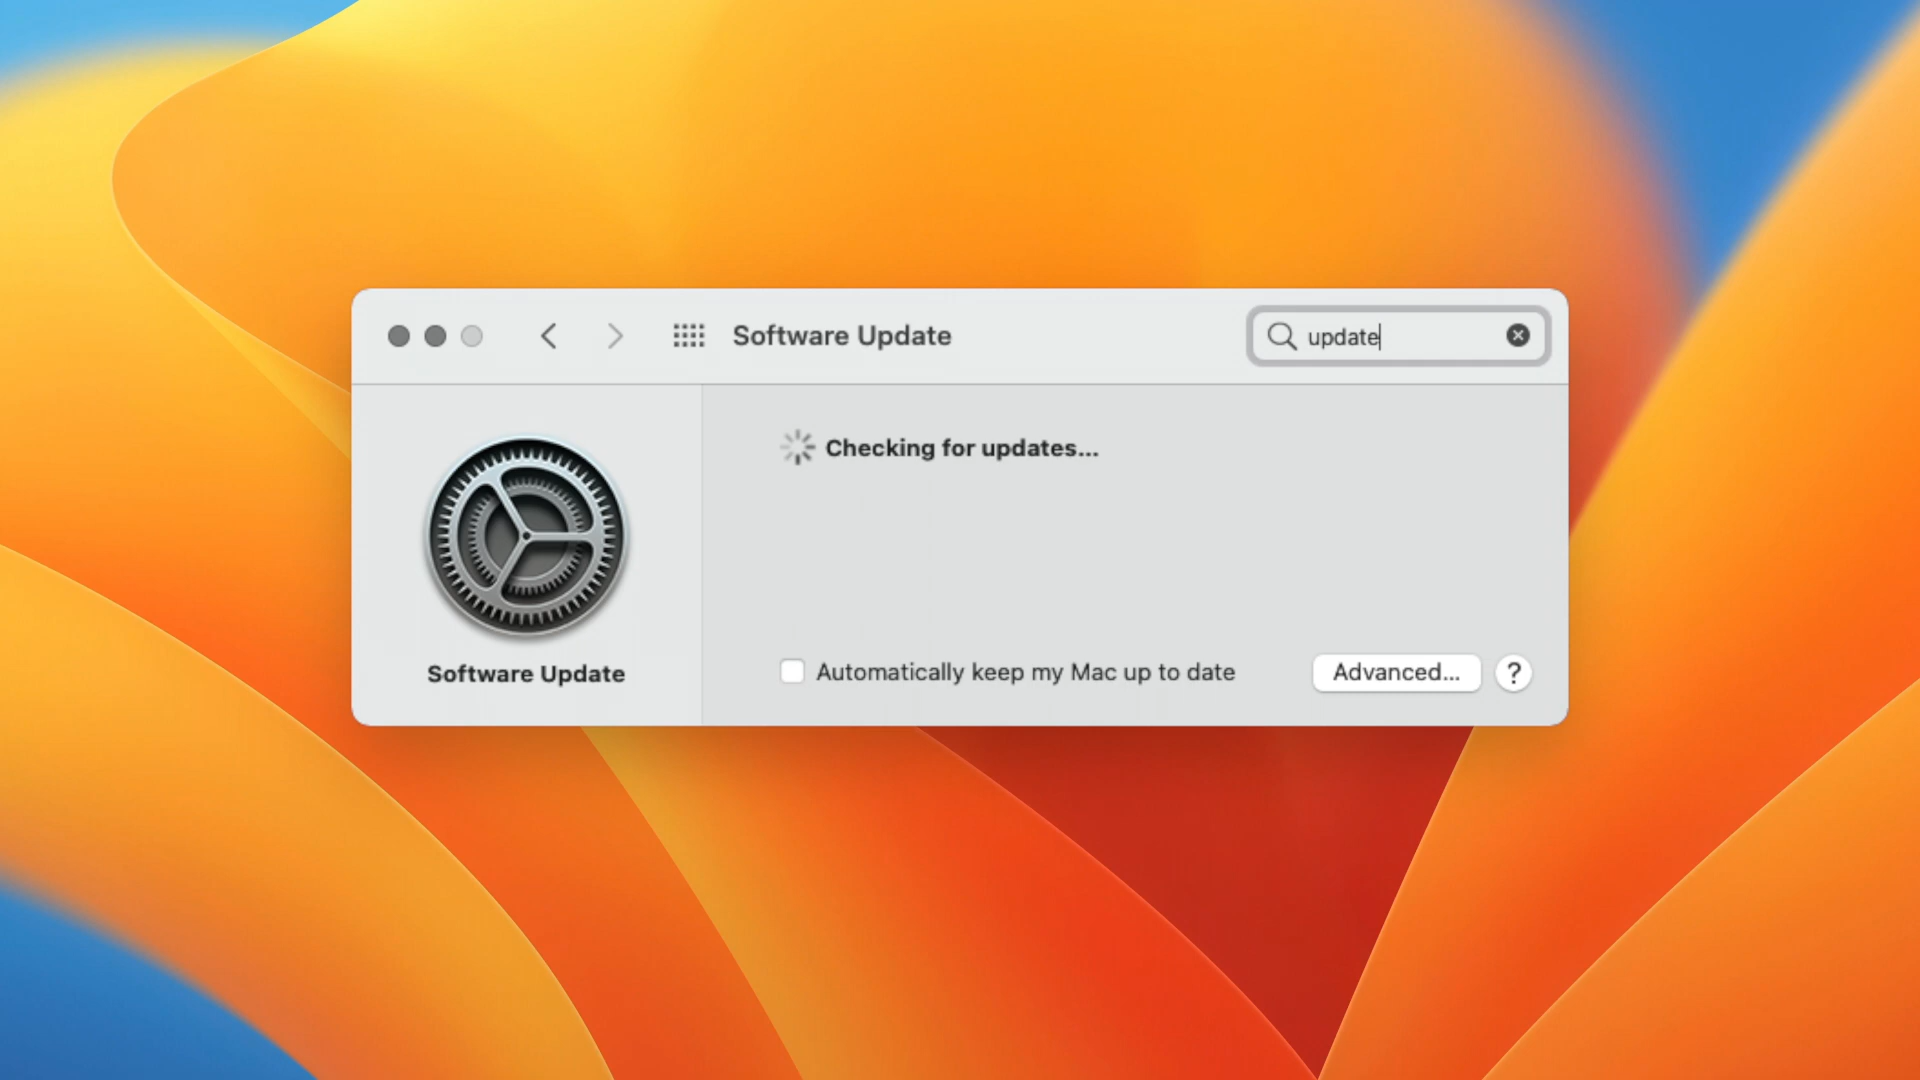 Software Update
update
Checking for updates...
Software Update
Automatically keep my Mac up to date
Advanced...
?